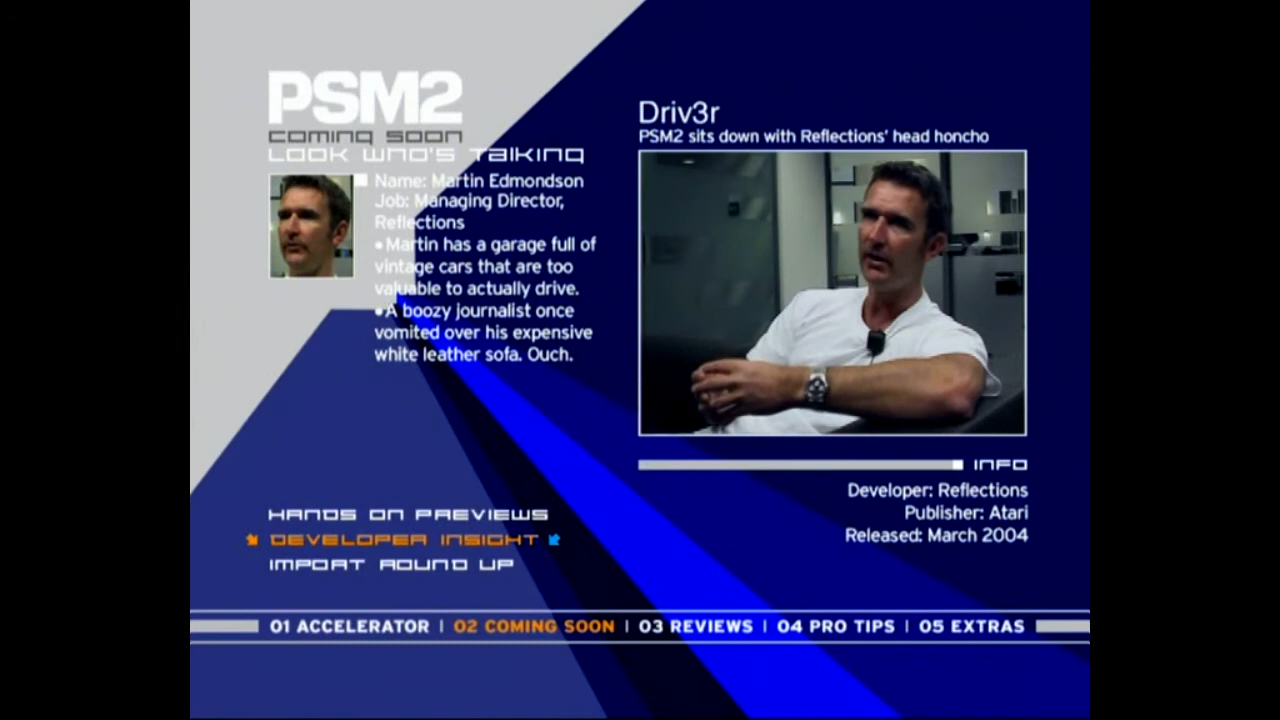 PSM2
COMING SOON
LOOK WHO'S TALKING
Name: Martin Edmondson
Job: Managing Director,
Reflections
•Martin has a garage full of
vintage cars that are too
valuable to actually drive.
•A boozy journalist once
vomited over his expensive
white leather sofa. Ouch.
Driv3r
PSM2 sits down with Reflections' head honcho
INFO
Developer: Reflections
Publisher: Atari
Released: March 2004
HANDS ON PREVIEWS
DEVELOPER INSIGHT
IMPORT ROUND UP
01 ACCELERATOR | 02 COMING SOON | 03 REVIEWS | 04 PRO TIPS | 05 EXTRAS